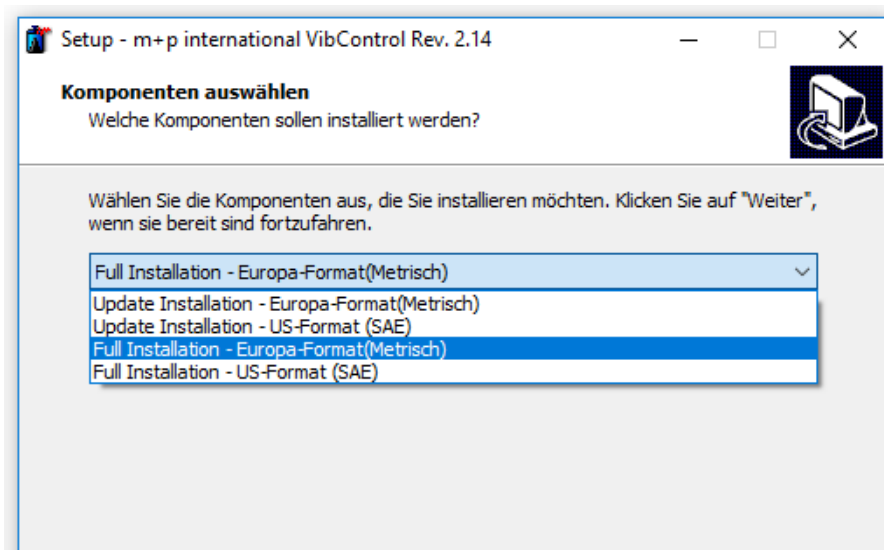 Setup - m+p international VibControl Rev. 2.14
Komponenten auswählen
Welche Komponenten sollen installiert werden?
Wählen Sie die Komponenten aus, die Sie installieren möchten. Klicken Sie auf "Weiter",
wenn sie bereit sind fortzufahren.
Full Installation - Europa-Format(Metrisch)
Update Installation - Europa-Format(Metrisch)
Update Installation - US-Format (SAE)
Full Installation - Europa-Format(Metrisch)
Full Installation - US-Format (SAE)